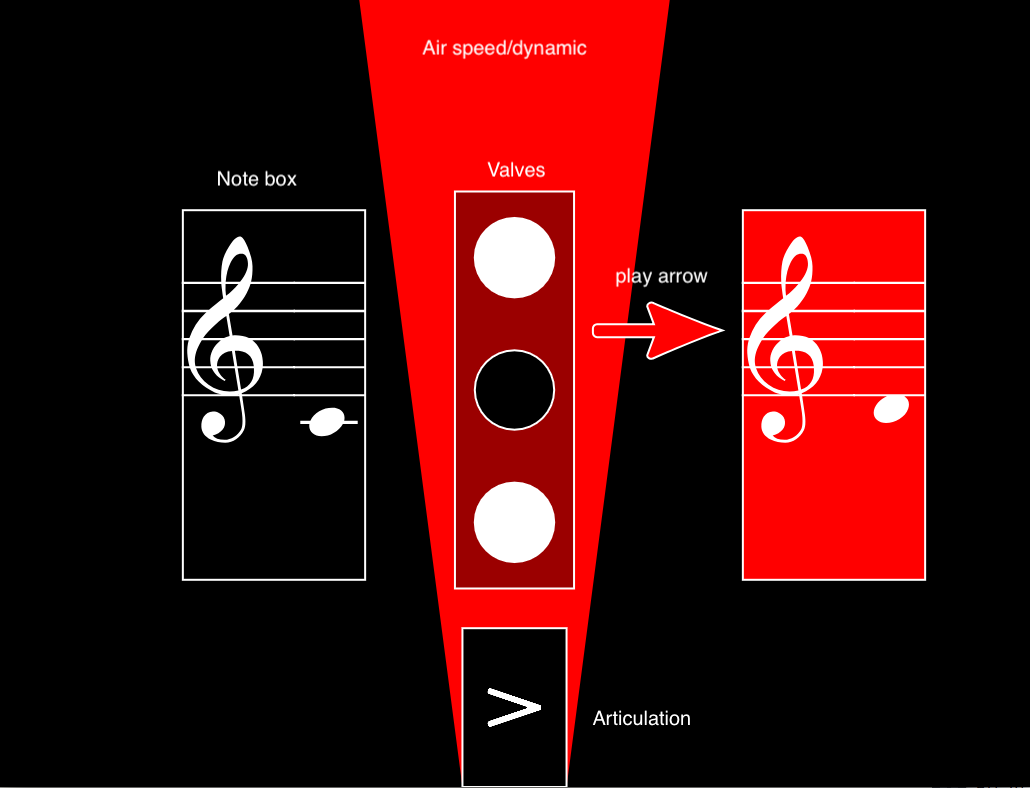 Air speed/dynamic
Valves
Note box
play arrow
Articulation